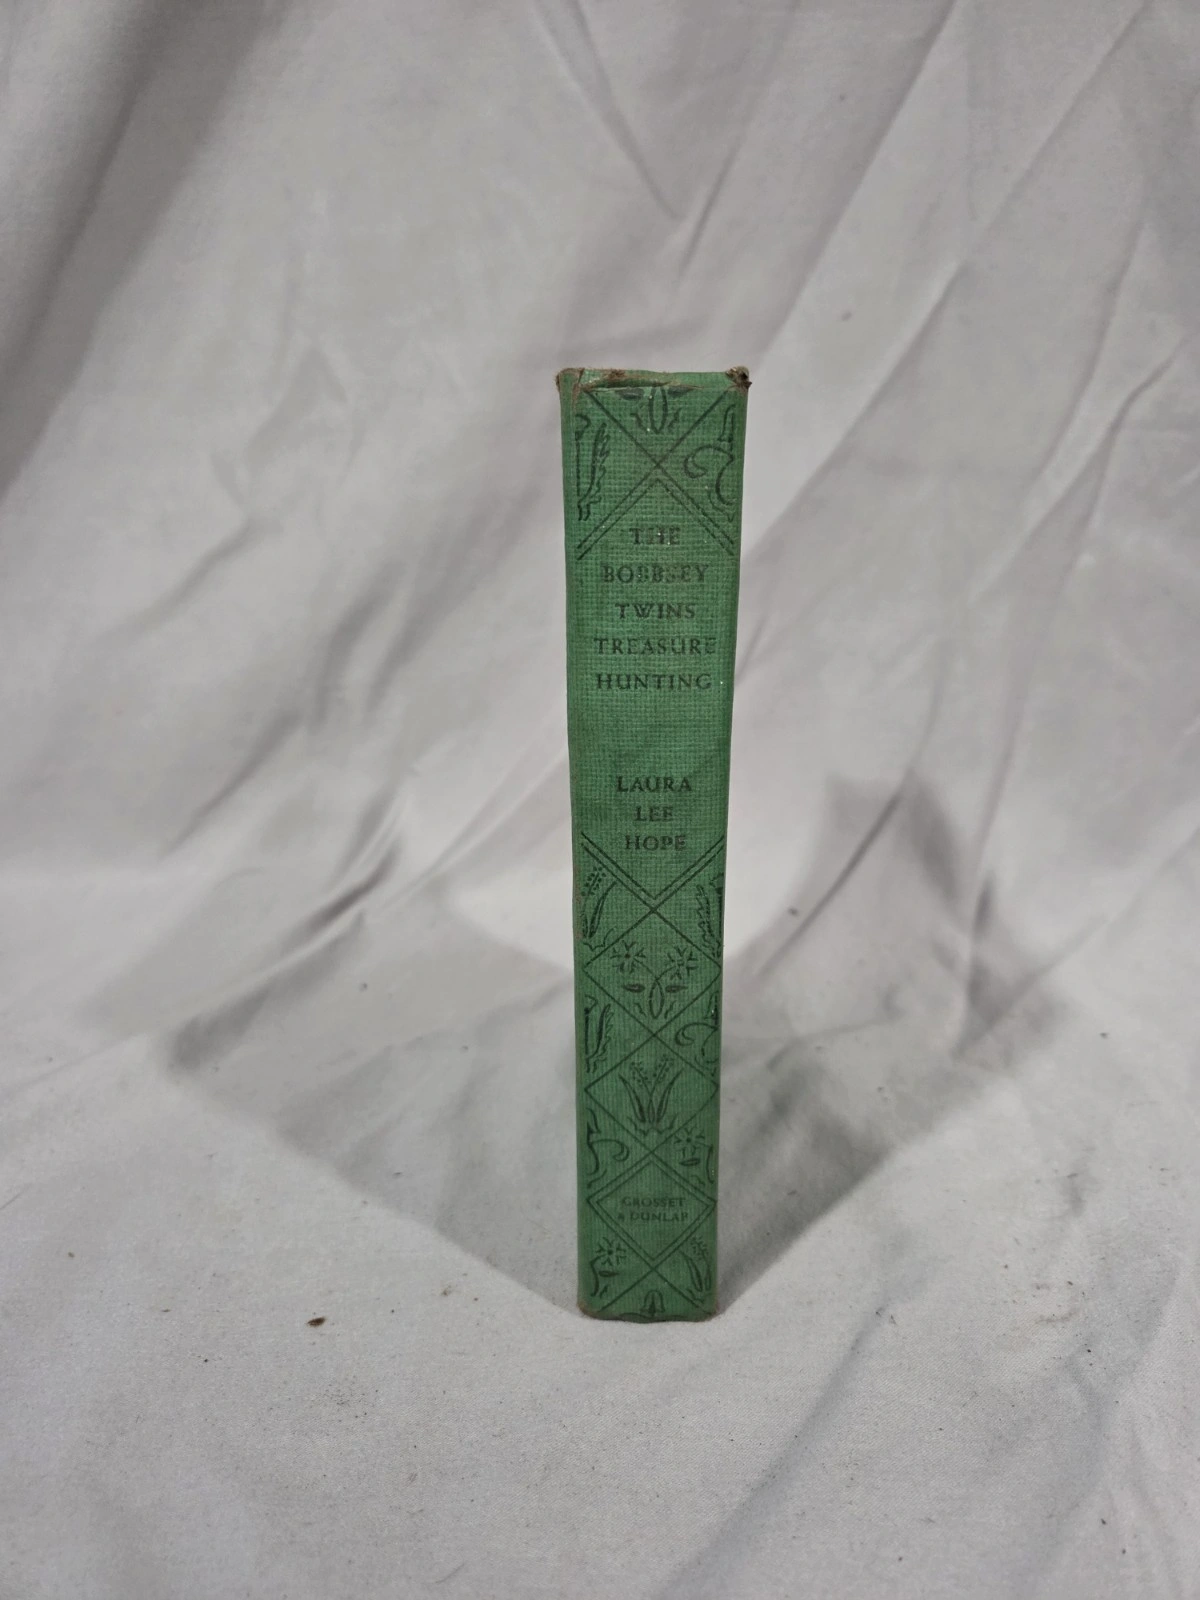 THE
BOBBSEY
TWINS
TREASURE
HUNTING
LAURA
LEE
HOPE
GROSSET
& DUNLAP